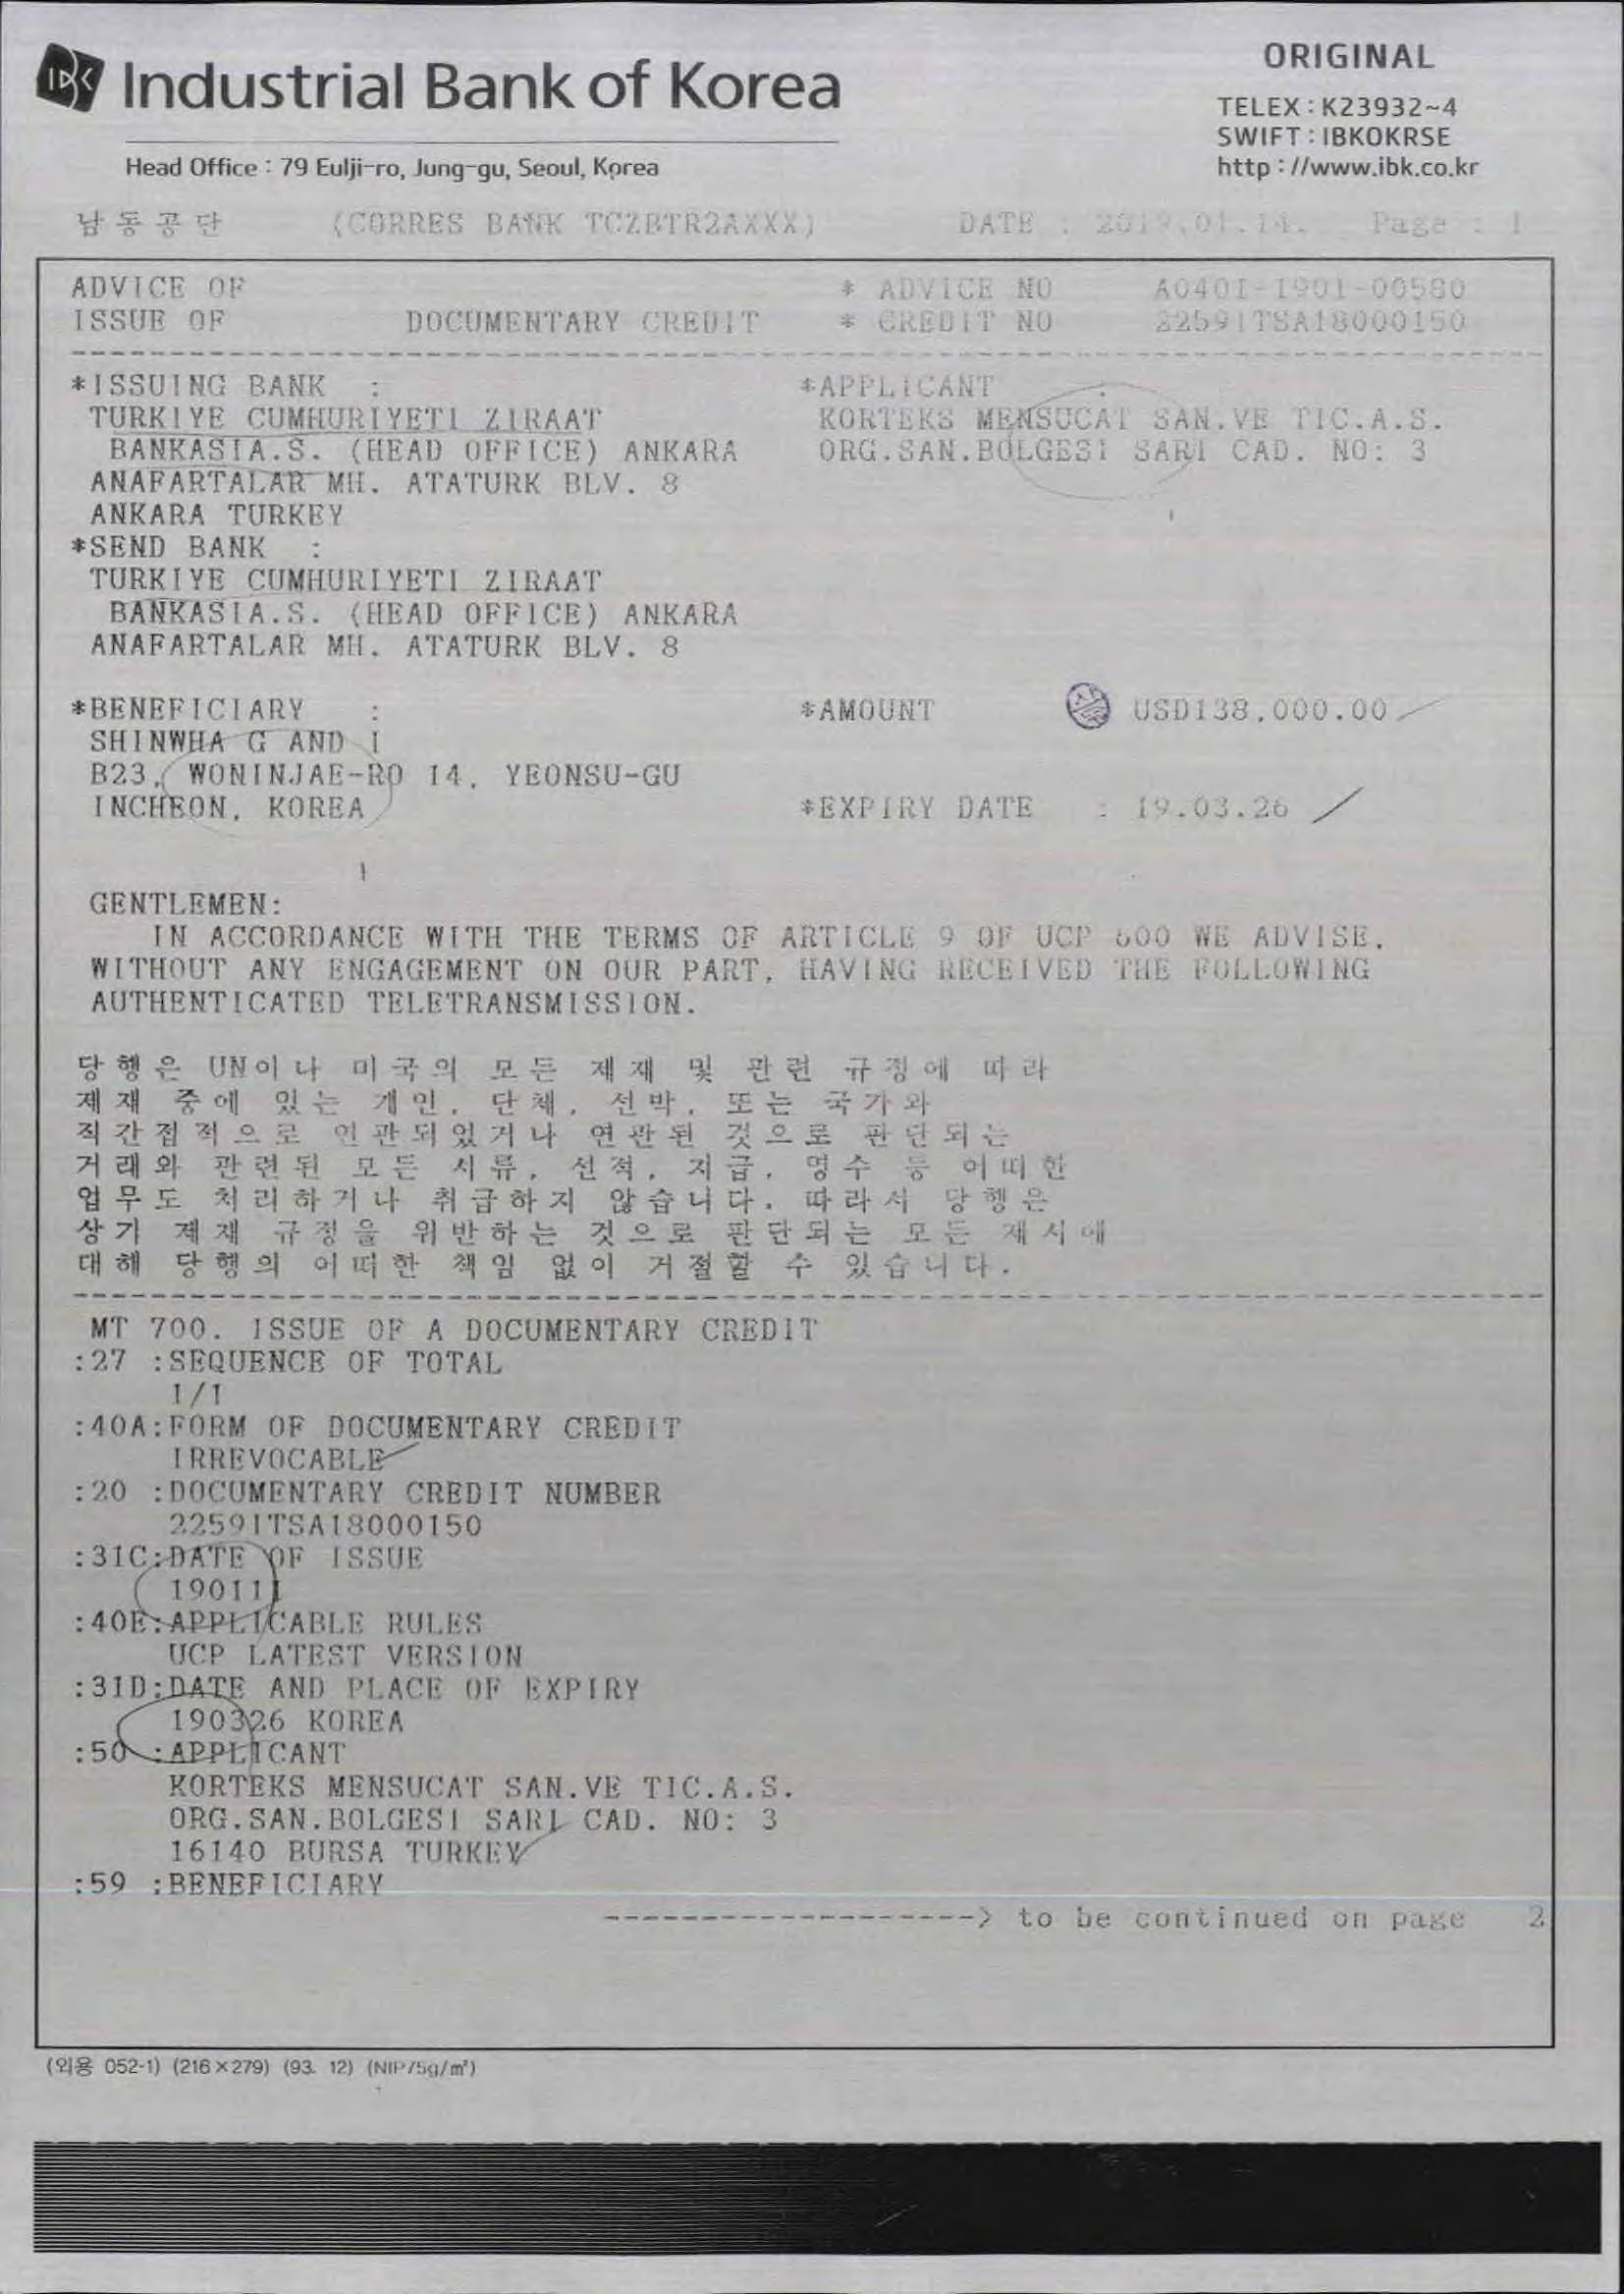 IBK Industrial Bank of Korea
ORIGINAL
TELEX : K23932~4
SWIFT : IBKOKRSE
Head Office : 79 Eulji-ro, Jung-gu, Seoul, Korea
http : //www.ibk.co.kr
남동공단 (CORRES BANK TCZBTR2AXXX) DATE : 2019.01.14. Page : 1
ADVICE OF * ADVICE NO A0401-1901-00580
ISSUE OF DOCUMENTARY CREDIT * CREDIT NO 22591TSA18000150
*ISSUING BANK : *APPLICANT :
TURKIYE CUMHURIYETI ZIRAAT KORTEKS MENSUCAT SAN.VE TIC.A.S.
BANKASIA.S. (HEAD OFFICE) ANKARA ORG.SAN.BOLGESI SARI CAD. NO: 3
ANAFARTALAR MH. ATATURK BLV. 8
ANKARA TURKEY
*SEND BANK :
TURKIYE CUMHURIYETI ZIRAAT
BANKASIA.S. (HEAD OFFICE) ANKARA
ANAFARTALAR MH. ATATURK BLV. 8
*BENEFICIARY : *AMOUNT USD138,000.00
SHINWHA G AND I
B23, WONINJAE-RO 14, YEONSU-GU
INCHEON, KOREA *EXPIRY DATE : 19.03.26
GENTLEMEN:
IN ACCORDANCE WITH THE TERMS OF ARTICLE 9 OF UCP 600 WE ADVISE,
WITHOUT ANY ENGAGEMENT ON OUR PART, HAVING RECEIVED THE FOLLOWING
AUTHENTICATED TELETRANSMISSION.
당행은 UN이나 미국의 모든 제재 및 관련 규정에 따라
제재 중에 있는 개인, 단체, 선박, 또는 국가와
직간접적으로 연관되있거나 연관된 것으로 판단되는
거래와 관련된 모든 서류, 선적, 지급, 영수 등 어떠한
업무도 처리하거나 취급하지 않습니다. 따라서 당행은
상기 제재 규정을 위반하는 것으로 판단되는 모든 제시에
대해 당행의 어떠한 책임 없이 거절할 수 있습니다.
MT 700. ISSUE OF A DOCUMENTARY CREDIT
:27 :SEQUENCE OF TOTAL
1/1
:40A:FORM OF DOCUMENTARY CREDIT
IRREVOCABLE
:20 :DOCUMENTARY CREDIT NUMBER
22591TSA18000150
:31C:DATE OF ISSUE
190111
:40E:APPLICABLE RULES
UCP LATEST VERSION
:31D:DATE AND PLACE OF EXPIRY
190326 KOREA
:50 :APPLICANT
KORTEKS MENSUCAT SAN.VE TIC.A.S.
ORG.SAN.BOLGESI SARI CAD. NO: 3
16140 BURSA TURKEY
:59 :BENEFICIARY
-------------------> to be continued on page 2
(외용 052-1) (216×279) (93. 12) (NIP75g/㎡)